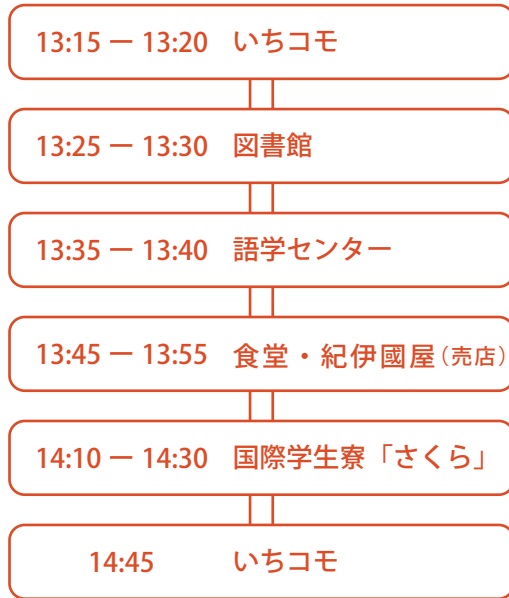 13:15 ー 13:20 いちコモ
13:25 ー 13:30 図書館
13:35 ー 13:40 語学センター
13:45 ー 13:55 食堂・紀伊國屋(売店)
14:10 ー 14:30 国際学生寮「さくら」
14:45 いちコモ